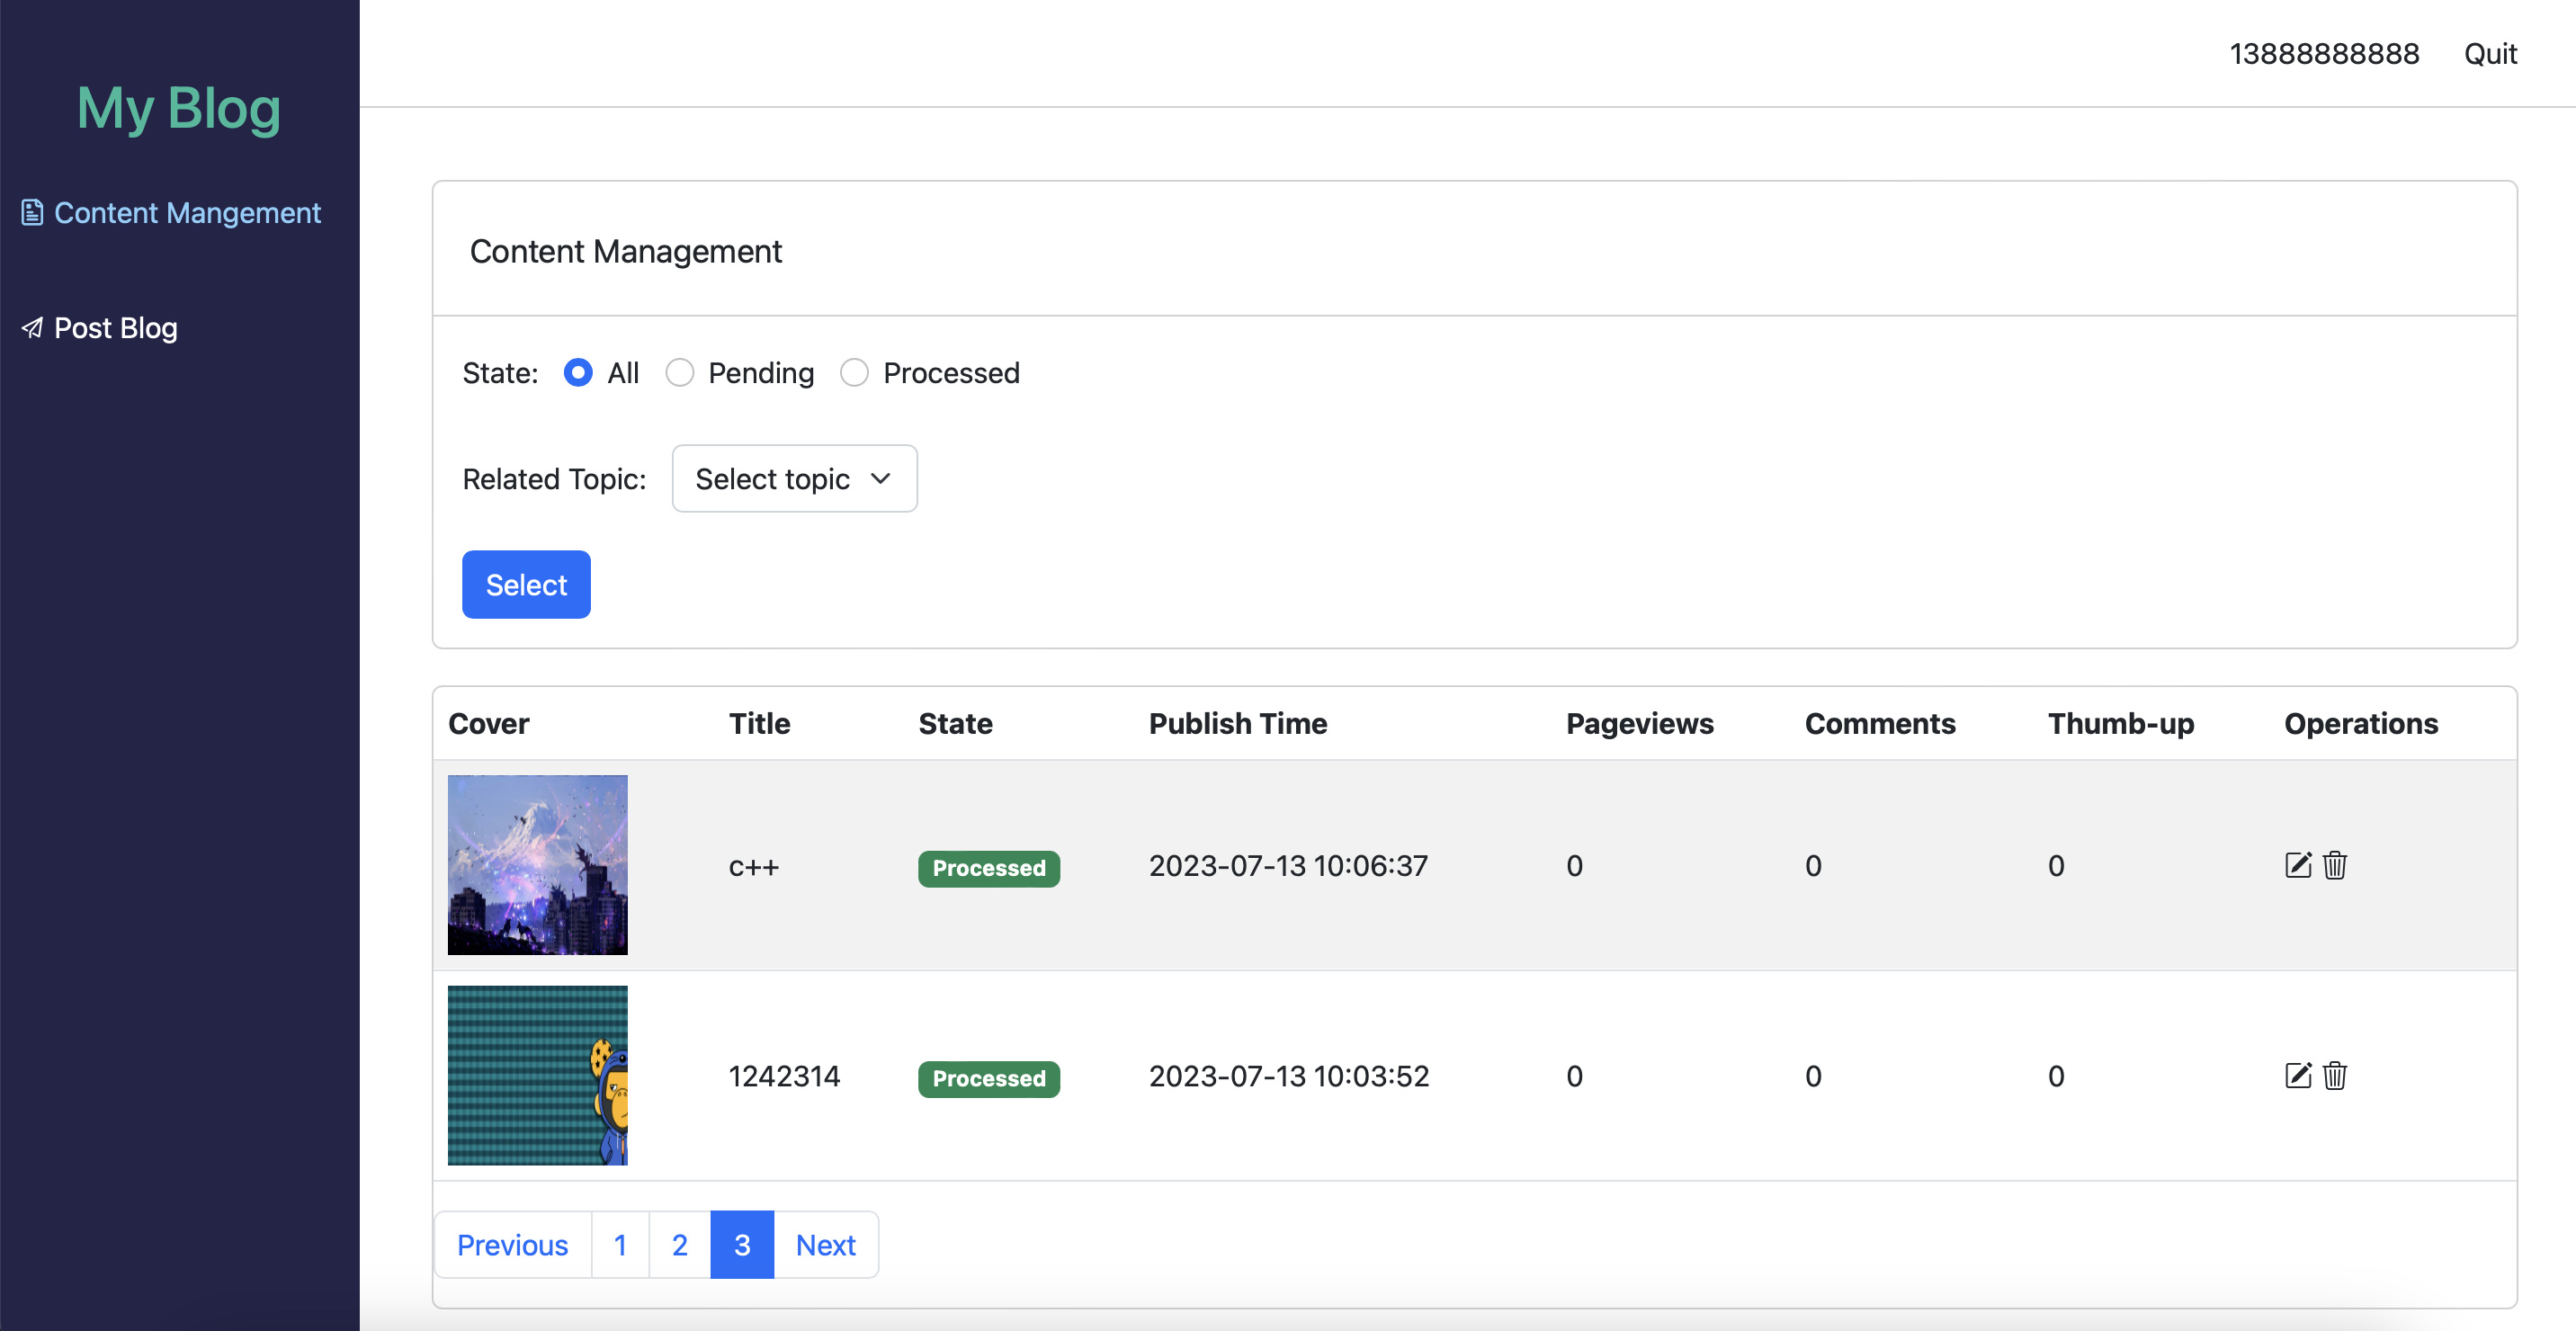 My Blog
Content Mangement
Post Blog
13888888888 Quit
Content Management
State: All Pending Processed
Related Topic: Select topic
Select
Cover Title State Publish Time Pageviews Comments Thumb-up Operations
c++ Processed 2023-07-13 10:06:37 0 0 0
1242314 Processed 2023-07-13 10:03:52 0 0 0
Previous 1 2 3 Next